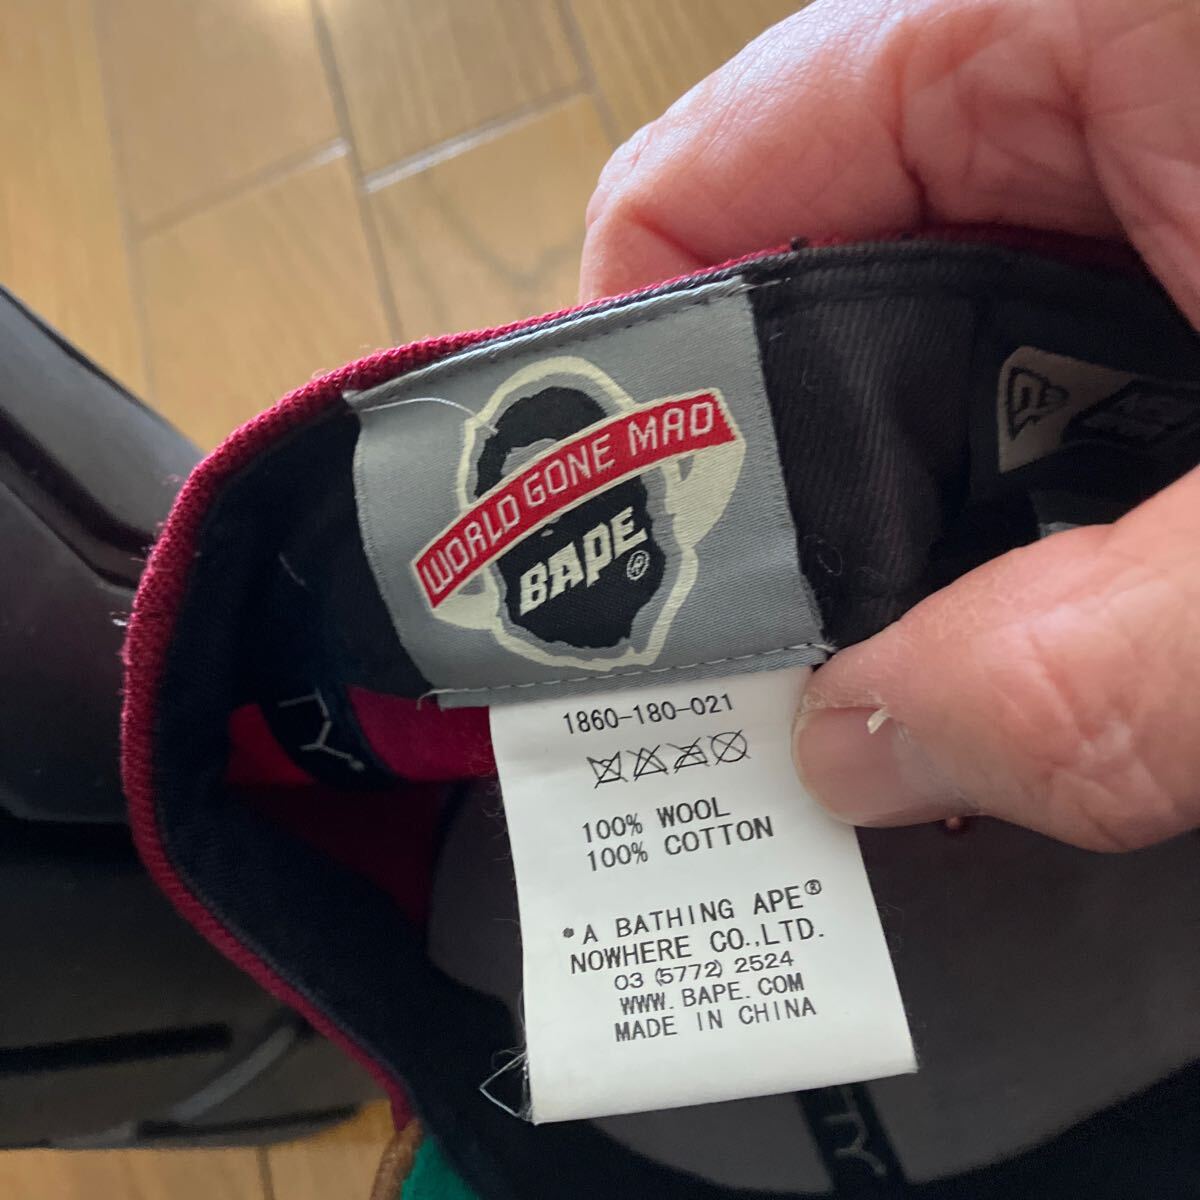 WORLD GONE MAD
BAPE®
1860-180-021
100% WOOL
100% COTTON
*A BATHING APE®
NOWHERE CO.,LTD.
03 (5772) 2524
WWW. BAPE. COM
MADE IN CHINA